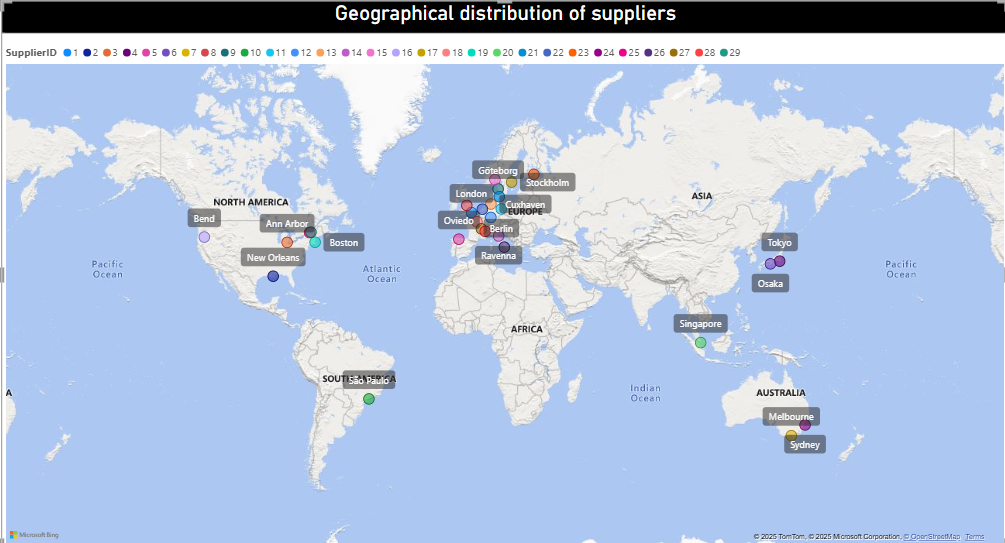 Geographical distribution of suppliers
SupplierID 1 2 3 4 5 6 7 8 9 10 11 12 13 14 15 16 17 18 19 20 21 22 23 24 25 26 27 28 29
Göteborg
Stockholm
ASIA
London
NORTH AMERICA
Cuxhaven
EUROPE
Bend
Ann Arbor
Oviedo
Berlin
Boston
Tokyo
New Orleans
Ravenna
Pacific
Ocean
Atlantic
Ocean
Pacific
Ocean
Osaka
Singapore
AFRICA
SOUTH AMERICA
São Paulo
Indian
Ocean
A
AUSTRALIA
Melbourne
Sydney
Microsoft Bing
© 2025 TomTom, © 2025 Microsoft Corporation, © OpenStreetMap Terms